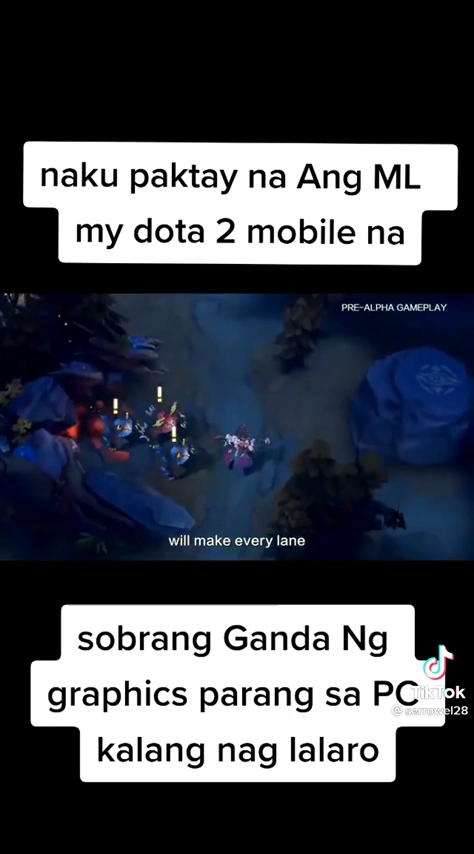 naku paktay na Ang ML
my dota 2 mobile na
PRE-ALPHA GAMEPLAY
will make every lane
sobrang Ganda Ng
graphics parang sa PC
kalang nag lalaro
TikTok
@serrowel28